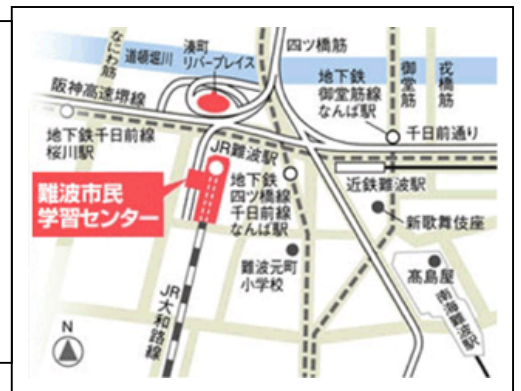 なにわ筋
道頓堀川
湊町
リバープレイス
四ツ橋筋
御堂筋
戎橋筋
阪神高速堺線
地下鉄
御堂筋線
なんば駅
千日前通り
地下鉄千日前線
桜川駅
JR難波駅
近鉄難波駅
難波市民
学習センター
地下鉄
四ツ橋線
千日前線
なんば駅
新歌舞伎座
難波元町
小学校
髙島屋
南海難波駅
JR大和路線
N